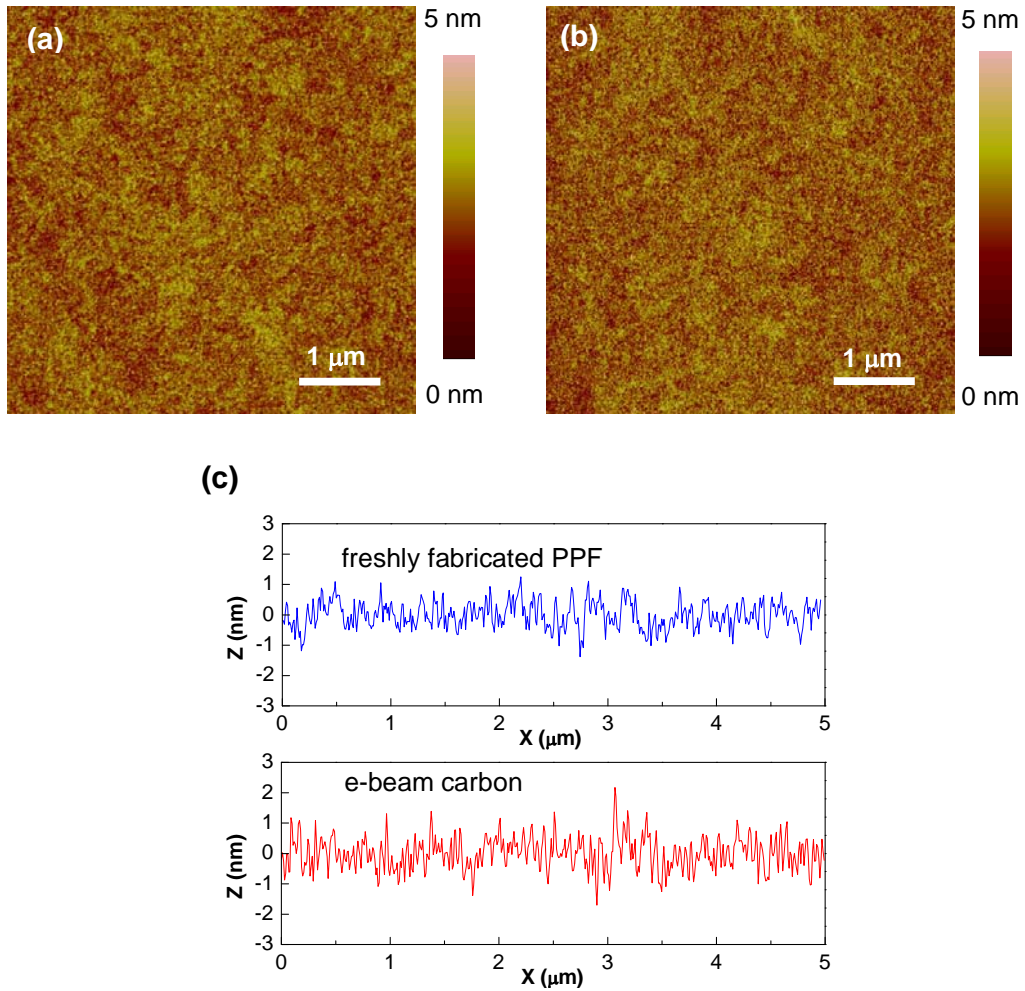 (a)
5 nm
1 μm
0 nm
(b)
5 nm
1 μm
0 nm
(c)
3
2
1
0
-1
-2
-3
Z (nm)
freshly fabricated PPF
0 1 2 3 4 5
X (μm)
3
2
1
0
-1
-2
-3
Z (nm)
e-beam carbon
0 1 2 3 4 5
X (μm)